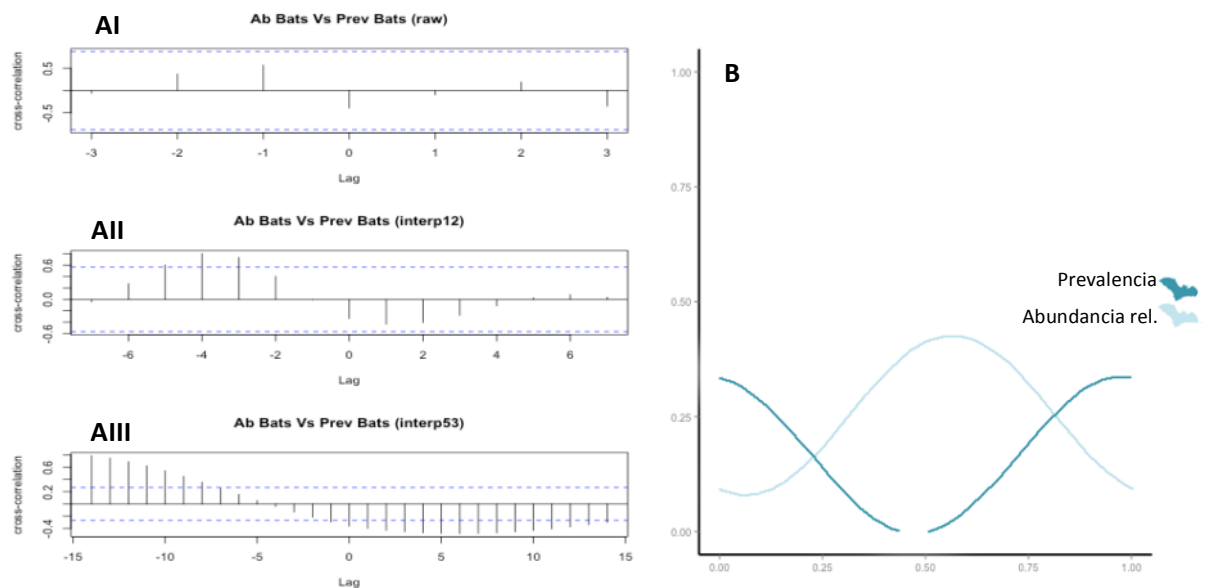 AI
Ab Bats Vs Prev Bats (raw)
cross-correlation
0.5
-0.5
-3 -2 -1 0 1 2 3
Lag
AII
Ab Bats Vs Prev Bats (interp12)
cross-correlation
0.6
0.0
-0.6
-6 -4 -2 0 2 4 6
Lag
AIII
Ab Bats Vs Prev Bats (interp53)
cross-correlation
0.6
0.2
-0.4
-15 -10 -5 0 5 10 15
Lag
B
1.00
0.75
0.50
0.25
0.00
0.00 0.25 0.50 0.75 1.00
Prevalencia
Abundancia rel.